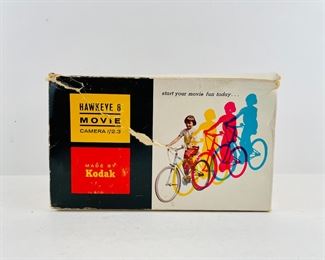 HAWKEYE 8
MOVIE
CAMERA f/2.3
MADE BY
Kodak
start your movie fun today...